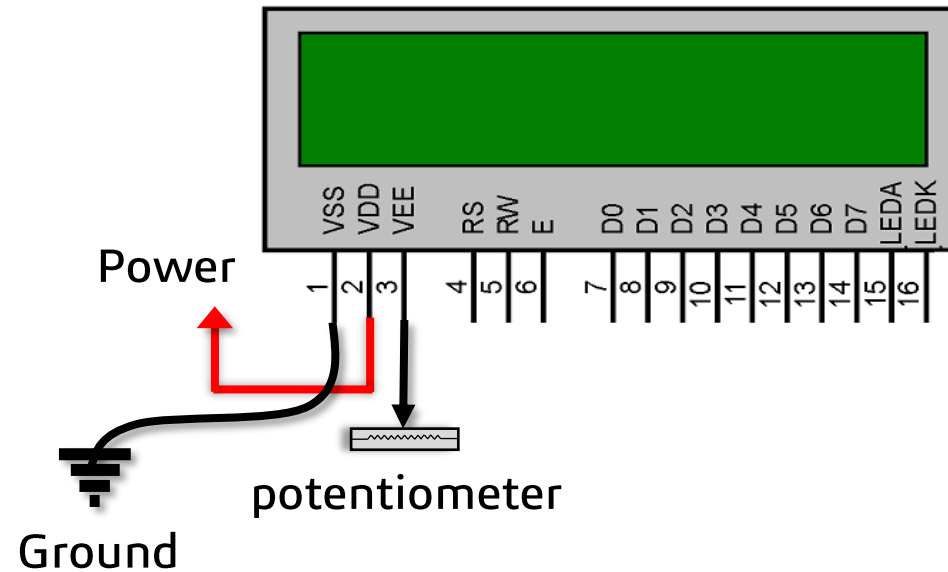 VSS VDD VEE RS RW E D0 D1 D2 D3 D4 D5 D6 D7 LEDA LEDK
1 2 3 4 5 6 7 8 9 10 11 12 13 14 15 16
Power
potentiometer
Ground